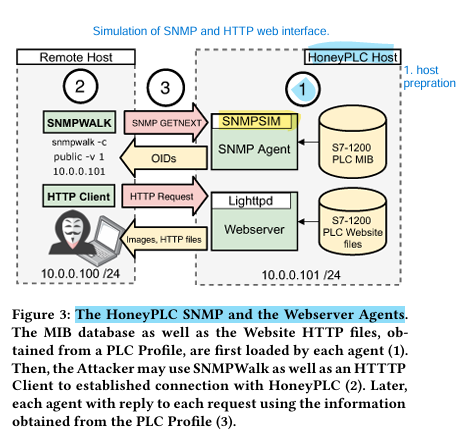 Simulation of SNMP and HTTP web interface.
Remote Host
HoneyPLC Host
1. host
prepration
2
3
1
SNMPWALK
snmpwalk -c
public -v 1
10.0.0.101
SNMP GETNEXT
OIDs
SNMPSIM
SNMP Agent
S7-1200
PLC MIB
HTTP Client
HTTP Request
Images, HTTP files
Lighttpd
Webserver
S7-1200
PLC Website
files
10.0.0.100 /24
10.0.0.101 /24
Figure 3: The HoneyPLC SNMP and the Webserver Agents.
The MIB database as well as the Website HTTP files, ob-
tained from a PLC Profile, are first loaded by each agent (1).
Then, the Attacker may use SNMPWalk as well as an HTTTP
Client to established connection with HoneyPLC (2). Later,
each agent with reply to each request using the information
obtained from the PLC Profile (3).